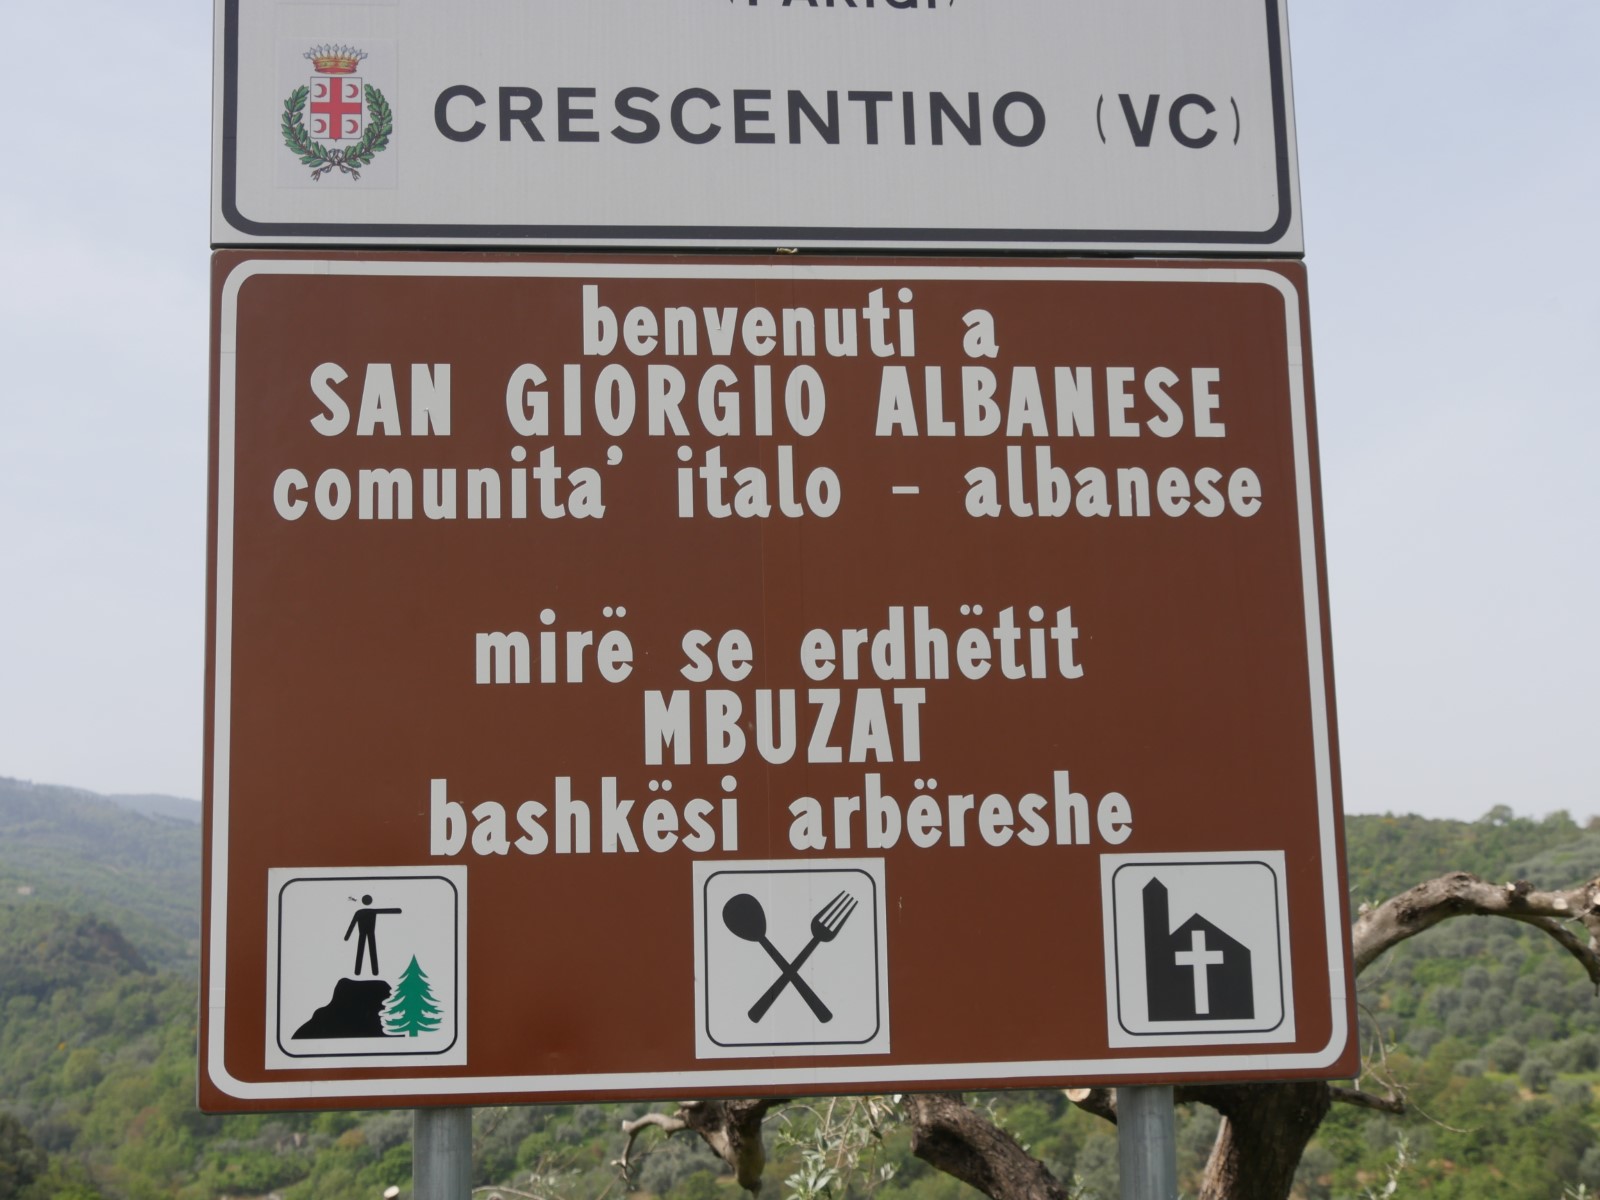 CRESCENTINO (VC)
benvenuti a
SAN GIORGIO ALBANESE
comunita' italo - albanese
mirë se erdhëtit
MBUZAT
bashkësi arbëreshe